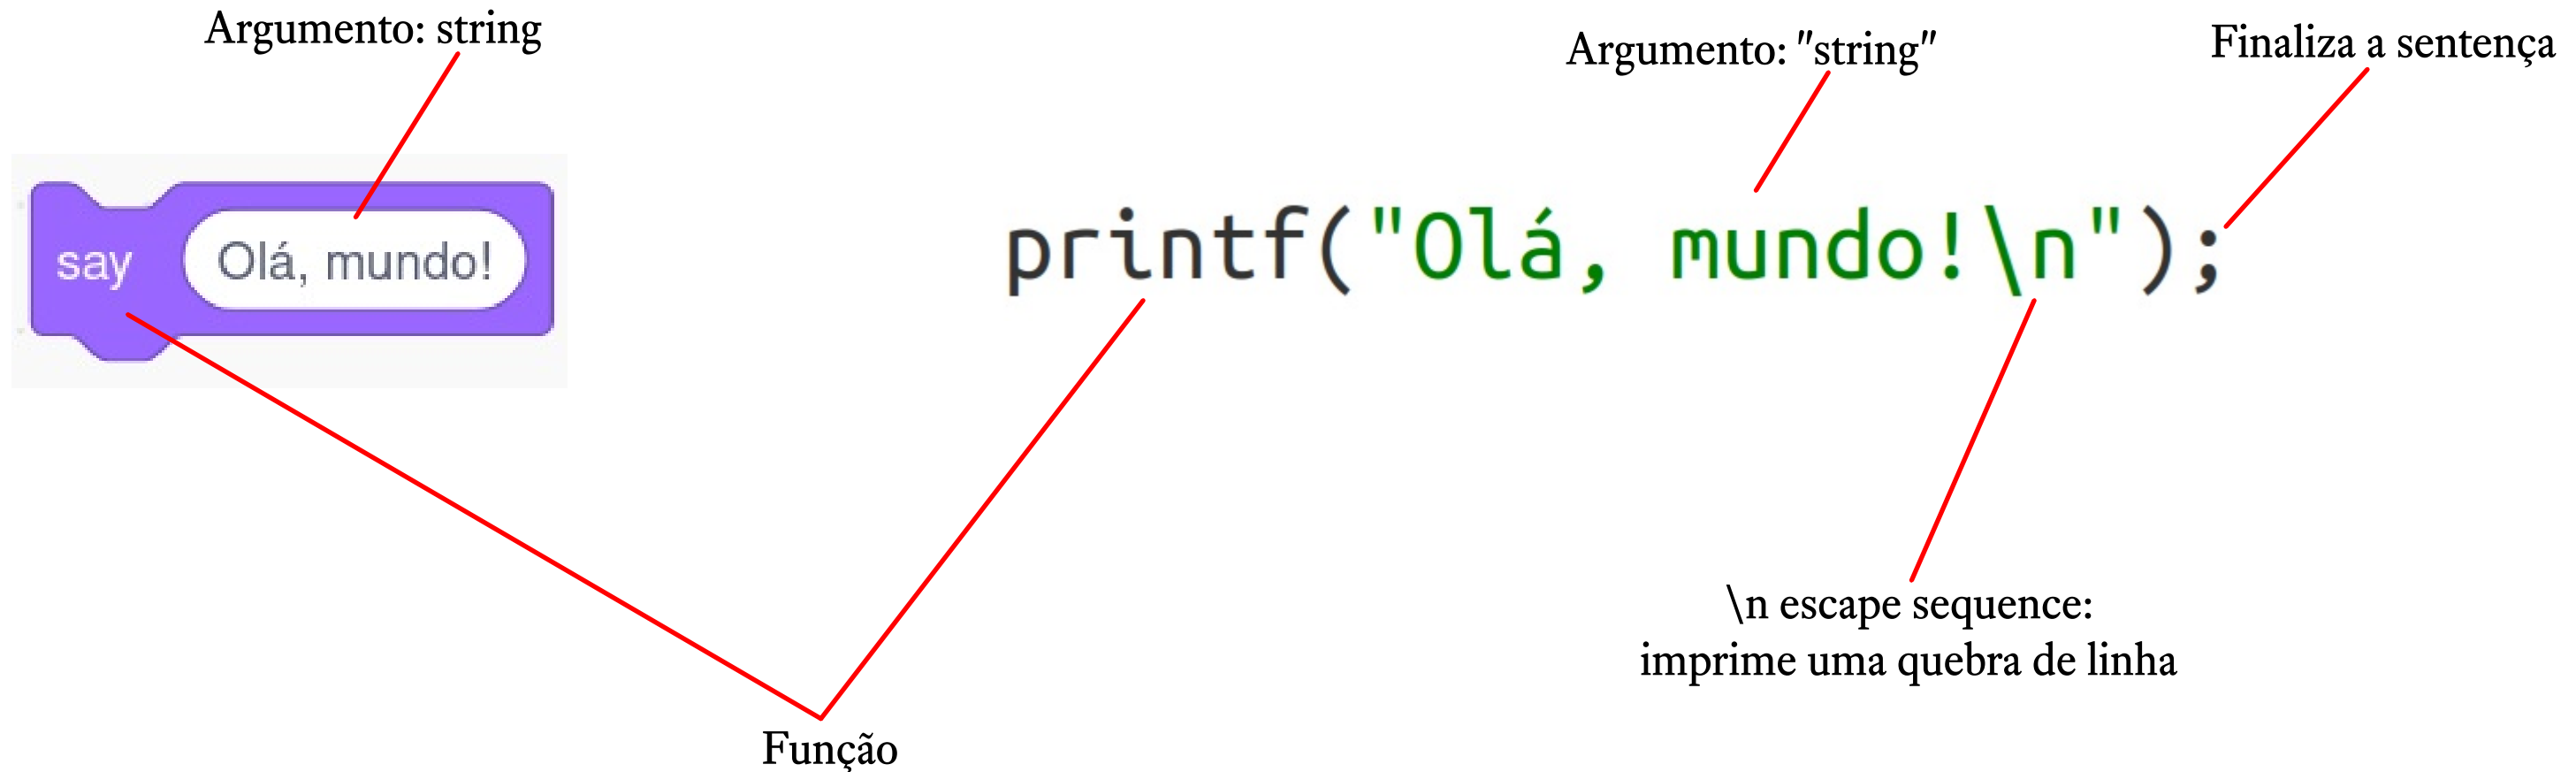 Argumento: string
Argumento: "string"
Finaliza a sentença
say Olá, mundo!
printf("Olá, mundo!\n");
\n escape sequence:
imprime uma quebra de linha
Função